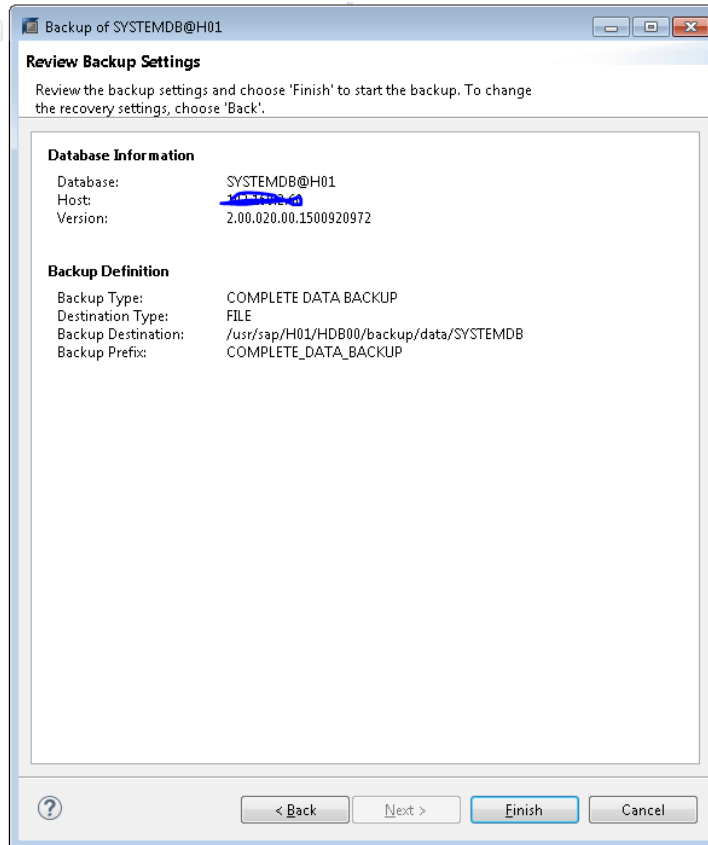 Backup of SYSTEMDB@H01
Review Backup Settings
Review the backup settings and choose 'Finish' to start the backup. To change
the recovery settings, choose 'Back'.
Database Information
Database: SYSTEMDB@H01
Host:
Version: 2.00.020.00.1500920972
Backup Definition
Backup Type: COMPLETE DATA BACKUP
Destination Type: FILE
Backup Destination: /usr/sap/H01/HDB00/backup/data/SYSTEMDB
Backup Prefix: COMPLETE_DATA_BACKUP
? < Back Next > Finish Cancel